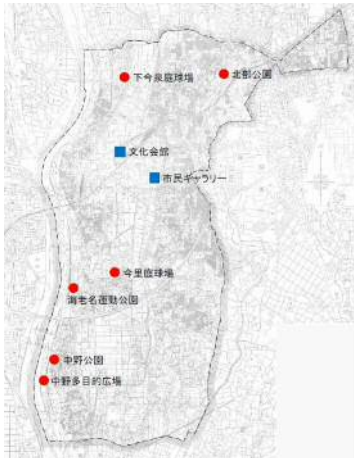 下今泉庭球場
北部公園
文化会館
市民ギャラリー
今里庭球場
海老名運動公園
中野公園
中野多目的広場